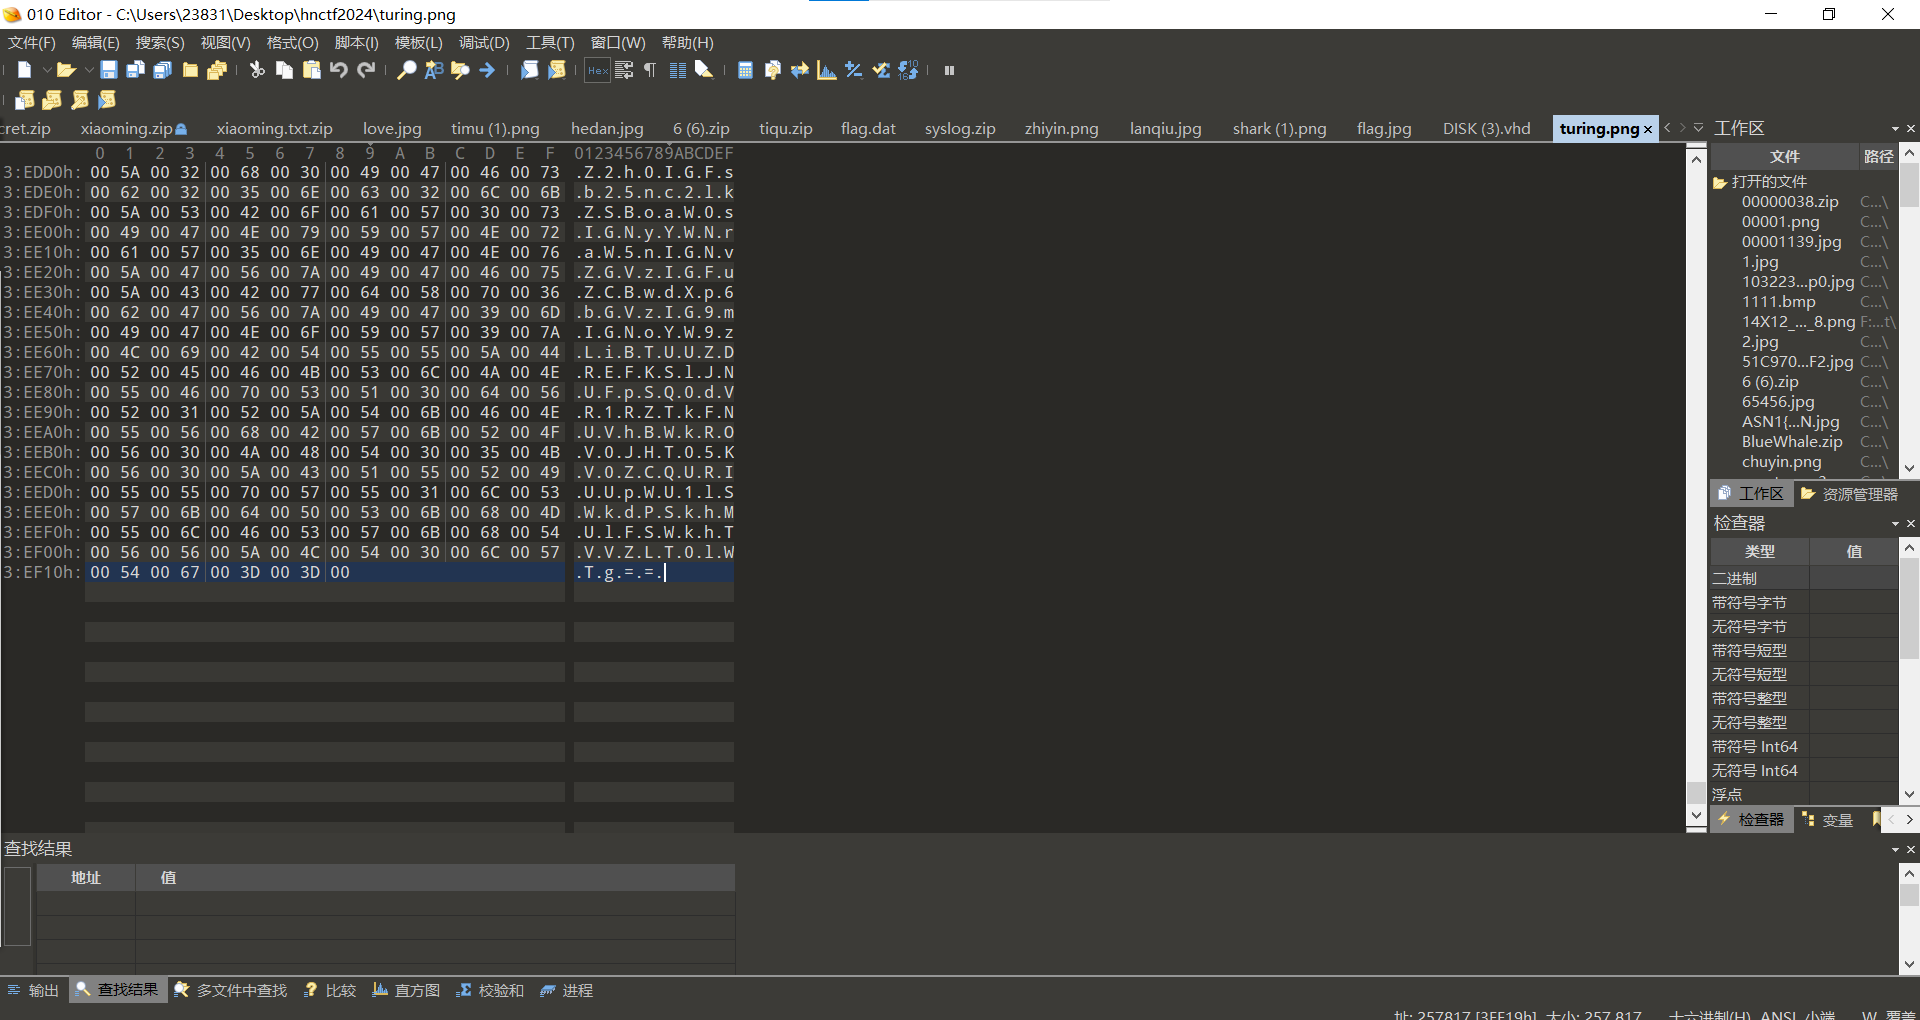 010 Editor - C:\Users\23831\Desktop\hnctf2024\turing.png
文件(F) 编辑(E) 搜索(S) 视图(V) 格式(O) 脚本(I) 模板(L) 调试(D) 工具(T) 窗口(W) 帮助(H)
Hex
cret.zip xiaoming.zip xiaoming.txt.zip love.jpg timu (1).png hedan.jpg 6 (6).zip tiqu.zip flag.dat syslog.zip zhiyin.png lanqiu.jpg shark (1).png flag.jpg DISK (3).vhd turing.png
0 1 2 3 4 5 6 7 8 9 A B C D E F 0123456789ABCDEF
3:EDD0h: 00 5A 00 32 00 68 00 30 00 49 00 47 00 46 00 73 .Z.2.h.0.I.G.F.s
3:EDE0h: 00 62 00 32 00 35 00 6E 00 63 00 32 00 6C 00 6B .b.2.5.n.c.2.l.k
3:EDF0h: 00 5A 00 53 00 42 00 6F 00 61 00 57 00 30 00 73 .Z.S.B.o.a.W.0.s
3:EE00h: 00 49 00 47 00 4E 00 79 00 59 00 57 00 4E 00 72 .I.G.N.y.Y.W.N.r
3:EE10h: 00 61 00 57 00 35 00 6E 00 49 00 47 00 4E 00 76 .a.W.5.n.I.G.N.v
3:EE20h: 00 5A 00 47 00 56 00 7A 00 49 00 47 00 46 00 75 .Z.G.V.z.I.G.F.u
3:EE30h: 00 5A 00 43 00 42 00 77 00 64 00 58 00 70 00 36 .Z.C.B.w.d.X.p.6
3:EE40h: 00 62 00 47 00 56 00 7A 00 49 00 47 00 39 00 6D .b.G.V.z.I.G.9.m
3:EE50h: 00 49 00 47 00 4E 00 6F 00 59 00 57 00 39 00 7A .I.G.N.o.Y.W.9.z
3:EE60h: 00 4C 00 69 00 42 00 54 00 55 00 55 00 5A 00 44 .L.i.B.T.U.U.Z.D
3:EE70h: 00 52 00 45 00 46 00 4B 00 53 00 6C 00 4A 00 4E .R.E.F.K.S.l.J.N
3:EE80h: 00 55 00 46 00 70 00 53 00 51 00 30 00 64 00 56 .U.F.p.S.Q.0.d.V
3:EE90h: 00 52 00 31 00 52 00 5A 00 54 00 6B 00 46 00 4E .R.1.R.Z.T.k.F.N
3:EEA0h: 00 55 00 56 00 68 00 42 00 57 00 6B 00 52 00 4F .U.V.h.B.W.k.R.O
3:EEB0h: 00 56 00 30 00 4A 00 48 00 54 00 30 00 35 00 4B .V.0.J.H.T.0.5.K
3:EEC0h: 00 56 00 30 00 5A 00 43 00 51 00 55 00 52 00 49 .V.0.Z.C.Q.U.R.I
3:EED0h: 00 55 00 55 00 70 00 57 00 55 00 31 00 6C 00 53 .U.U.p.W.U.1.l.S
3:EEE0h: 00 57 00 6B 00 64 00 50 00 53 00 6B 00 68 00 4D .W.k.d.P.S.k.h.M
3:EEF0h: 00 55 00 6C 00 46 00 53 00 57 00 6B 00 68 00 54 .U.l.F.S.W.k.h.T
3:EF00h: 00 56 00 56 00 5A 00 4C 00 54 00 30 00 6C 00 57 .V.V.Z.L.T.0.l.W
3:EF10h: 00 54 00 67 00 3D 00 3D 00 .T.g.=.=.
工作区
文件 路径
打开的文件
00000038.zip C...\
00001.png C...\
00001139.jpg C...\
1.jpg C...\
103223...p0.jpg C...\
1111.bmp C...\
14X12_..._8.png F:...t\
2.jpg C...\
51C970...F2.jpg C...\
6 (6).zip C...\
65456.jpg C...\
ASN1{...N.jpg C...\
BlueWhale.zip C...\
chuyin.png C...\
工作区 资源管理器
检查器
类型 值
二进制
带符号字节
无符号字节
带符号短型
无符号短型
带符号整型
无符号整型
带符号 Int64
无符号 Int64
浮点
检查器 变量
查找结果
地址 值
输出 查找结果 多文件中查找 比较 直方图 校验和 进程
址: 257817 [3EF19h] 大小: 257,817 十六进制(H) ANSI 小端 W 覆盖